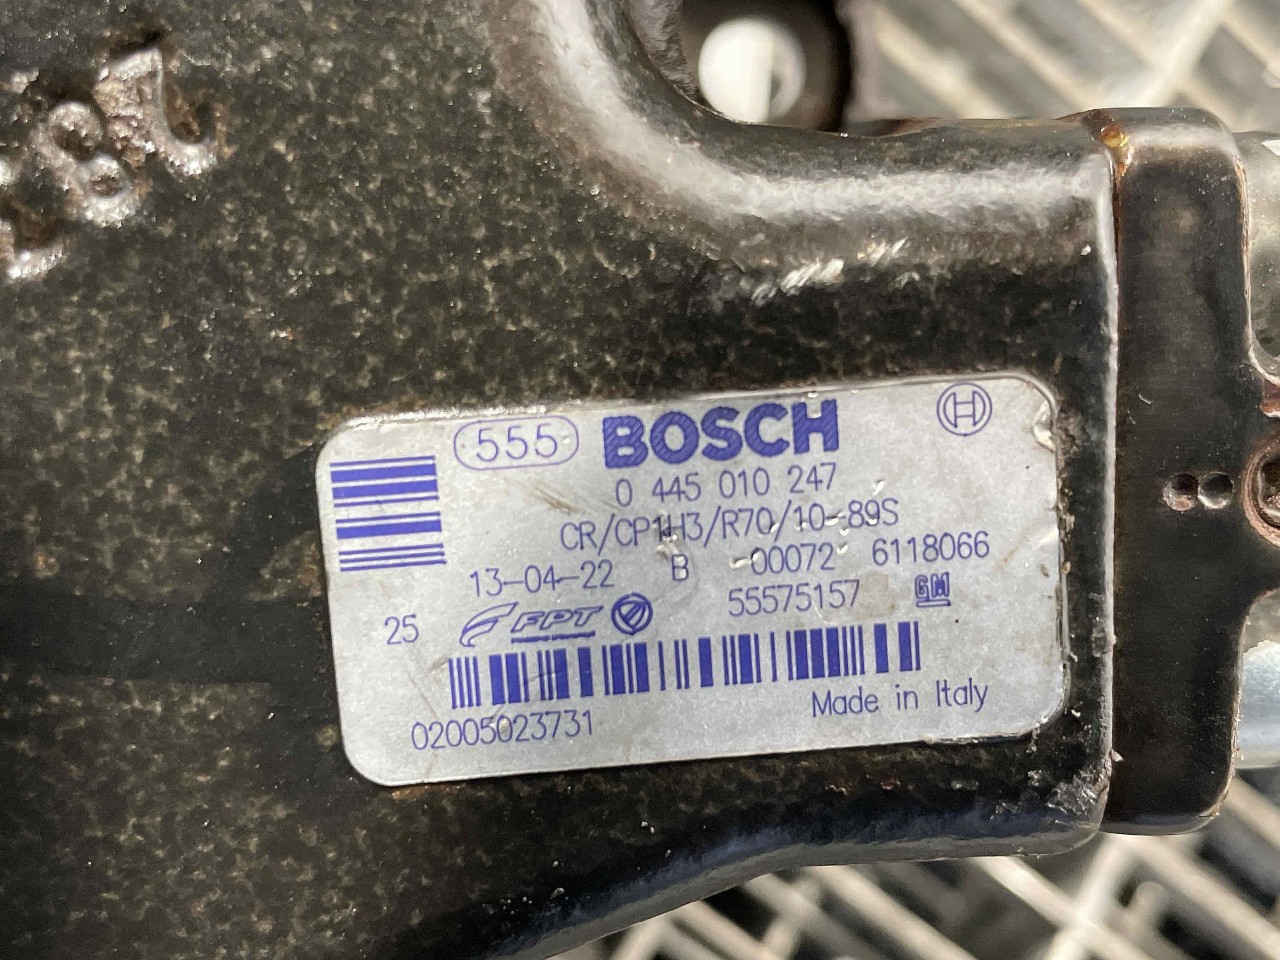 555 BOSCH H
0 445 010 247
CR/CP1H3/R70/10-89S
13-04-22 B -00072 6118066
25 FPT 55575157 GM
02005023731 Made in Italy